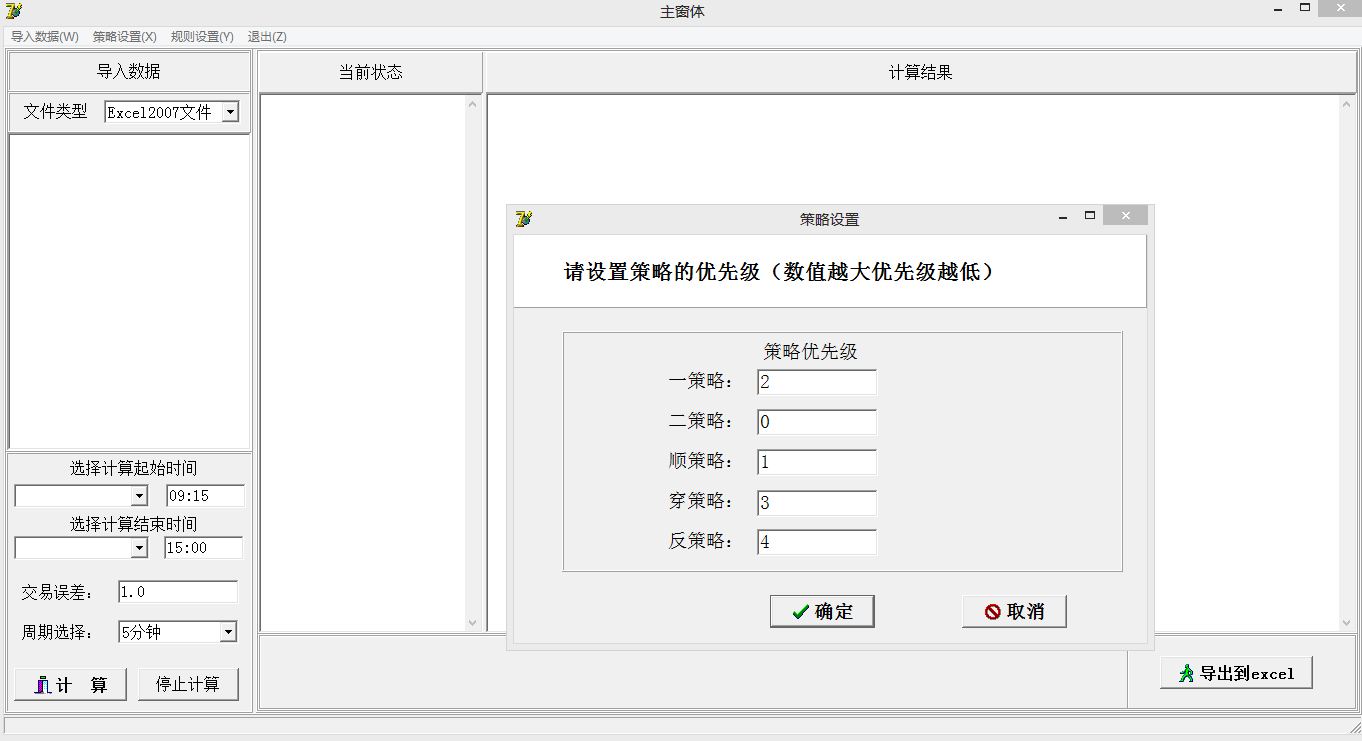 主窗体
导入数据(W) 策略设置(X) 规则设置(Y) 退出(Z)
导入数据
当前状态
计算结果
文件类型 Excel2007文件
策略设置
请设置策略的优先级（数值越大优先级越低）
策略优先级
一策略： 2
二策略： 0
顺策略： 1
穿策略： 3
反策略： 4
确定 取消
选择计算起始时间
09:15
选择计算结束时间
15:00
交易误差： 1.0
周期选择： 5分钟
计 算 停止计算
导出到excel